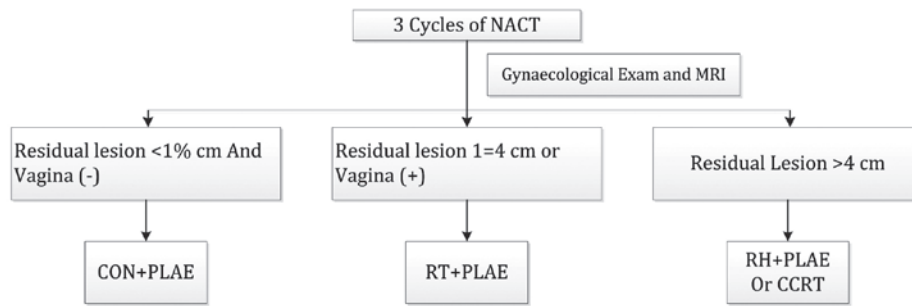 3 Cycles of NACT
Gynaecological Exam and MRI
Residual lesion <1% cm And
Vagina (-)
Residual lesion 1=4 cm or
Vagina (+)
Residual Lesion >4 cm
CON+PLAE
RT+PLAE
RH+PLAE
Or CCRT